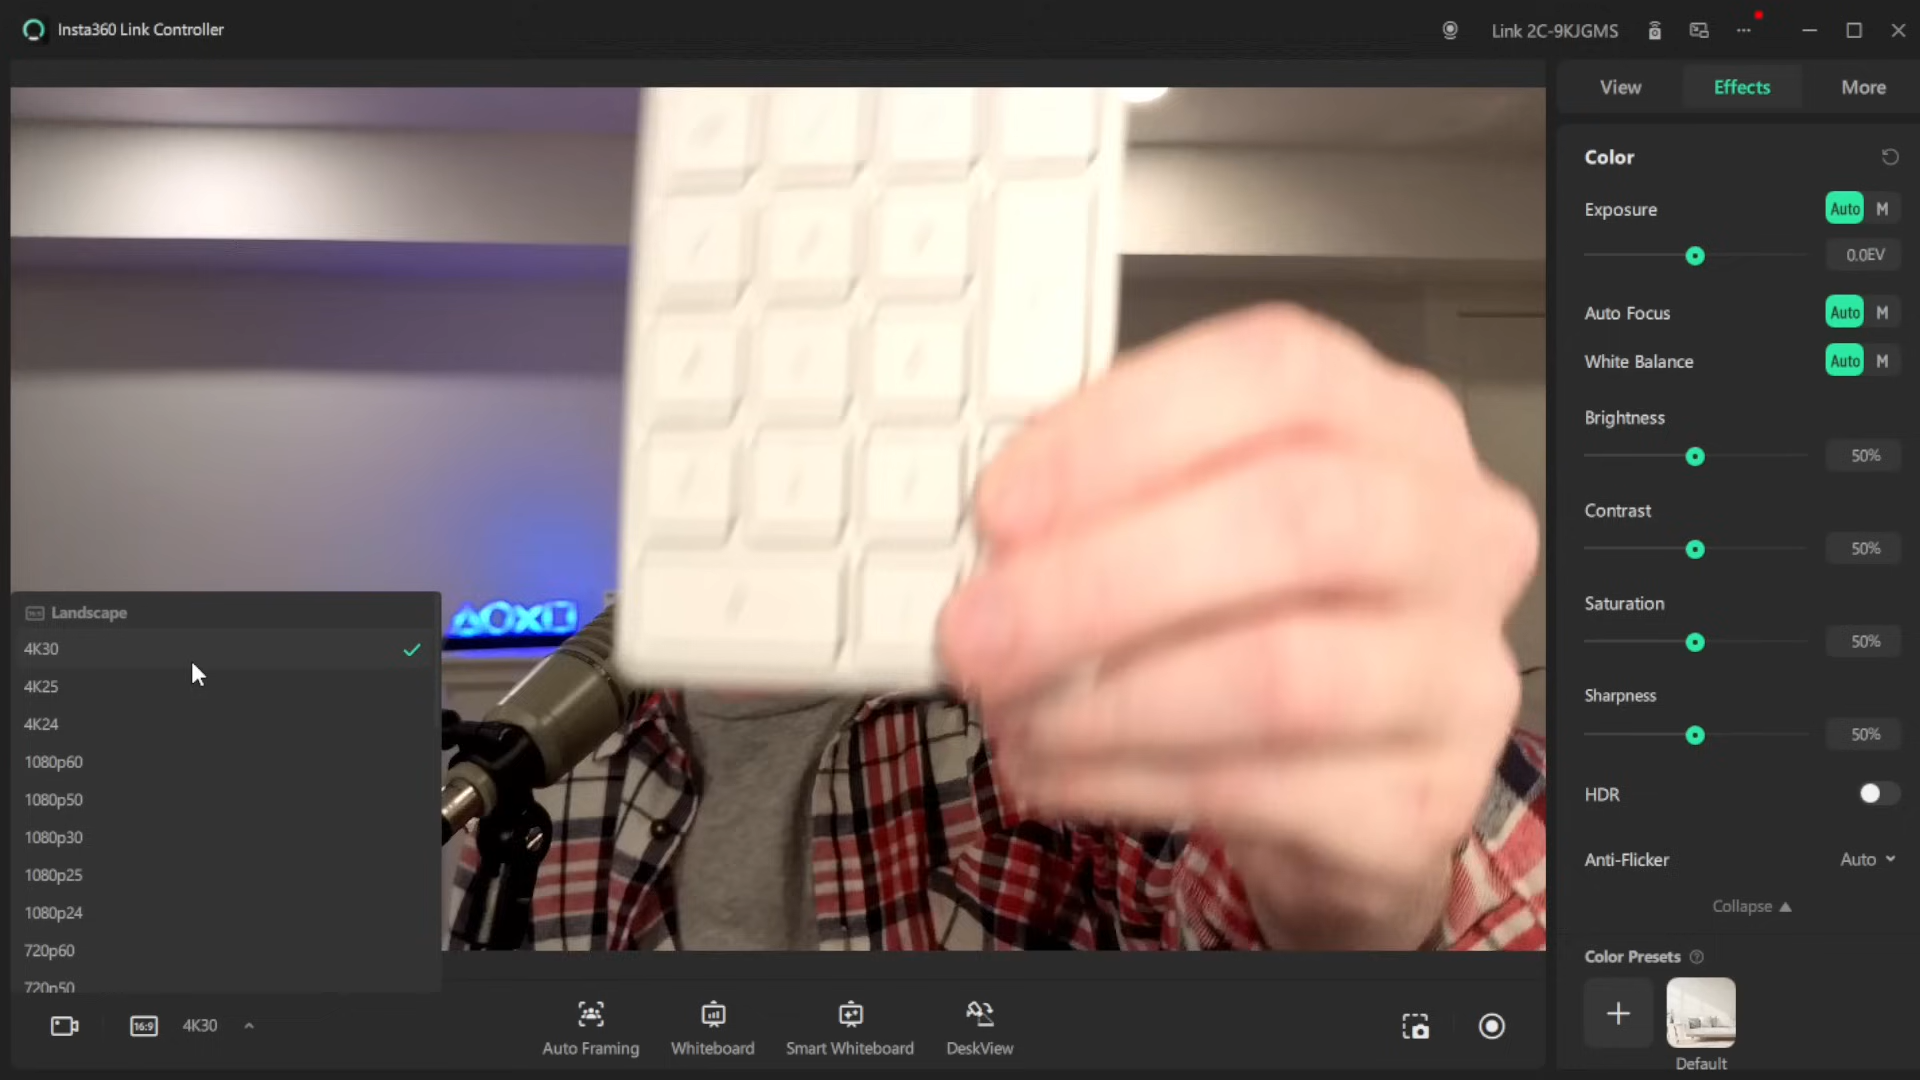 Insta360 Link Controller
Link 2C-9KJGMS
View
Effects
More
Color
Exposure
Auto
M
0.0EV
Auto Focus
Auto
M
White Balance
Auto
M
Brightness
50%
Contrast
50%
Saturation
50%
Sharpness
50%
HDR
Anti-Flicker
Auto
Collapse
Color Presets
Default
Landscape
4K30
4K25
4K24
1080p60
1080p50
1080p30
1080p25
1080p24
720p60
720p50
16:9
4K30
Auto Framing
Whiteboard
Smart Whiteboard
DeskView